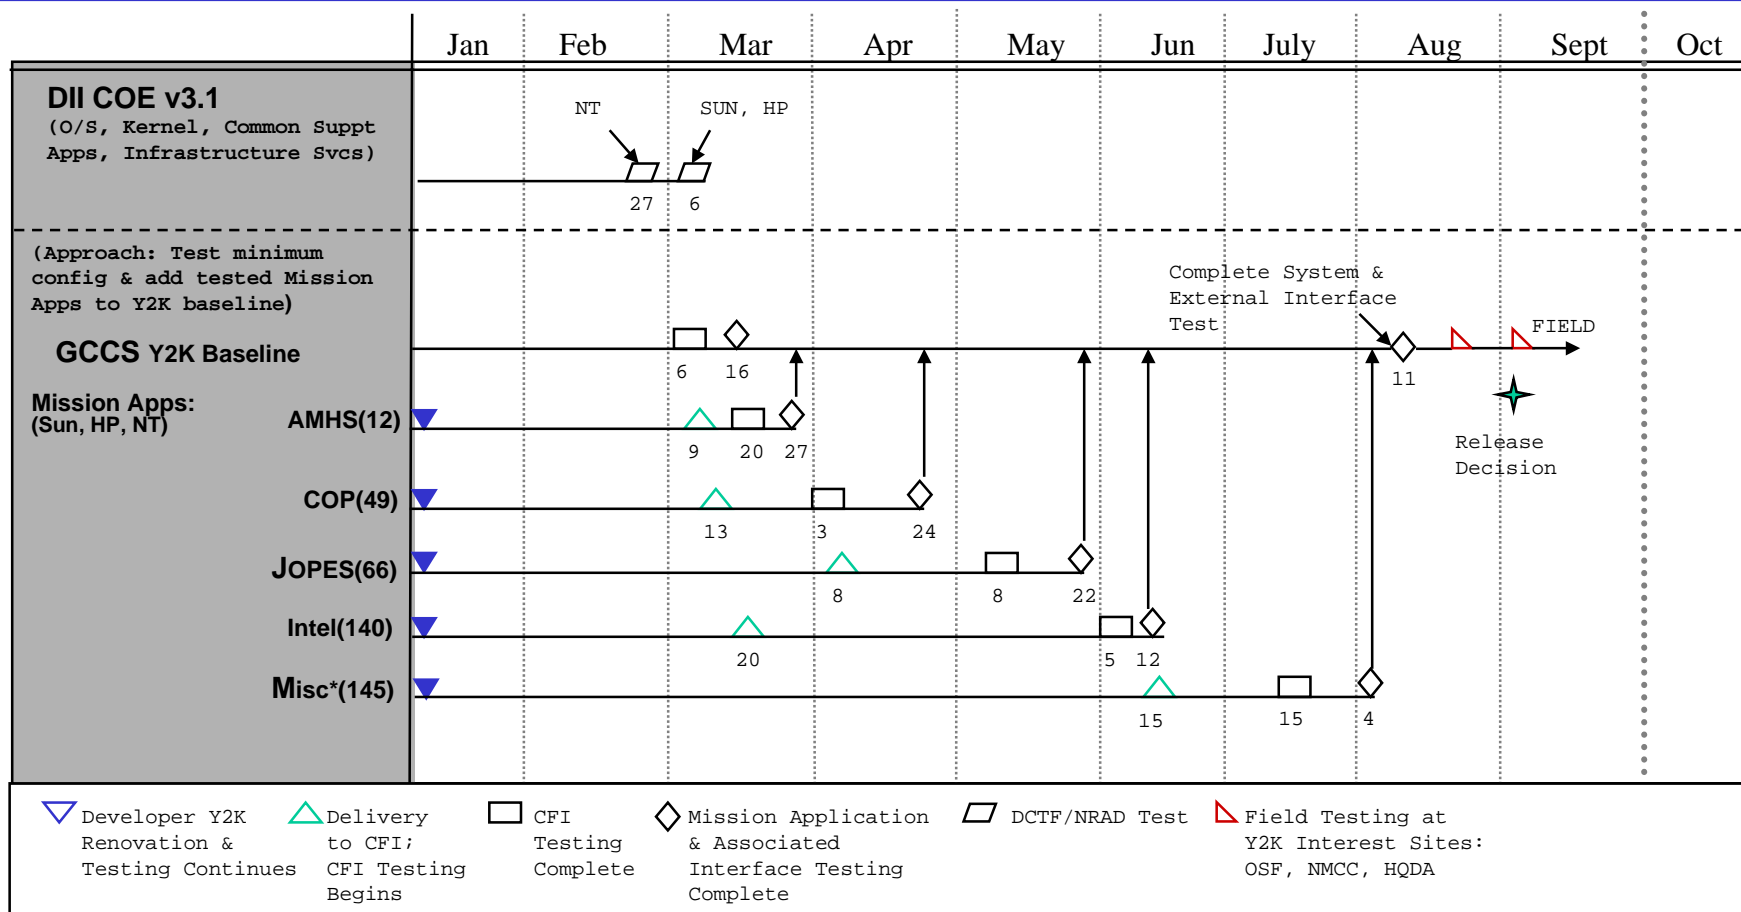 Jan Feb Mar Apr May Jun July Aug Sept Oct
DII COE v3.1
(O/S, Kernel, Common Suppt
Apps, Infrastructure Svcs)
NT
SUN, HP
27 6
(Approach: Test minimum
config & add tested Mission
Apps to Y2K baseline)
Complete System &
External Interface
Test
FIELD
GCCS Y2K Baseline
6 16 11
Mission Apps:
(Sun, HP, NT)
AMHS(12)
9 20 27
Release
Decision
COP(49)
13 3 24
JOPES(66)
8 8 22
Intel(140)
20 5 12
Misc*(145)
15 15 4
Developer Y2K
Renovation &
Testing Continues
Delivery
to CFI;
CFI Testing
Begins
CFI
Testing
Complete
Mission Application
& Associated
Interface Testing
Complete
DCTF/NRAD Test
Field Testing at
Y2K Interest Sites:
OSF, NMCC, HQDA